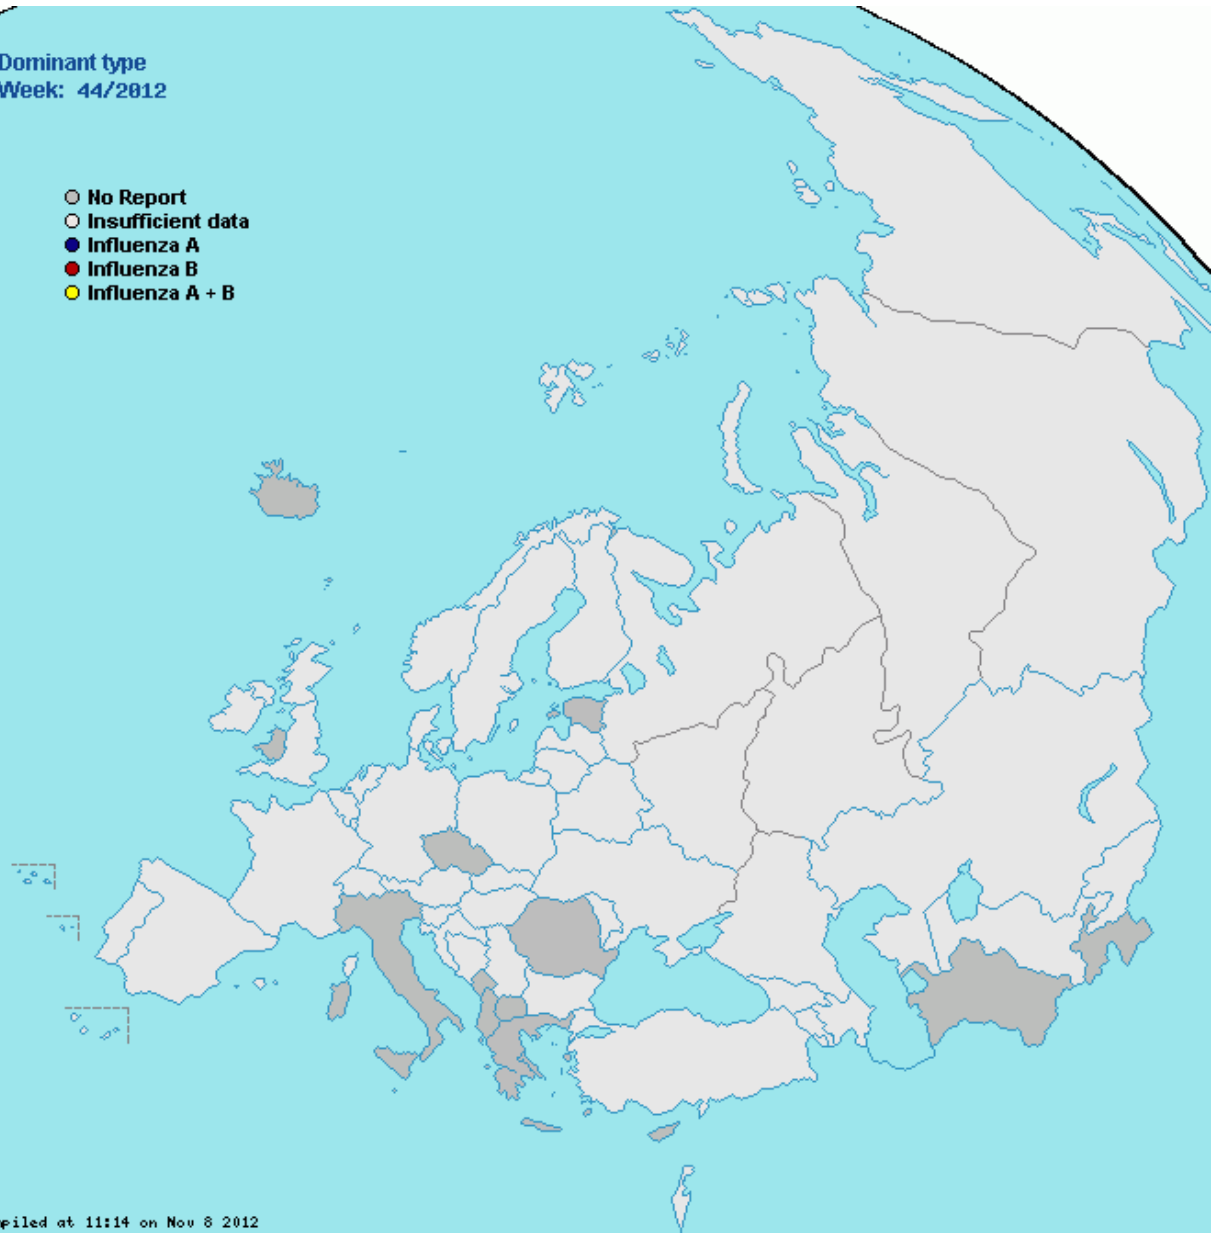 Dominant type
Week: 44/2012
No Report
Insufficient data
Influenza A
Influenza B
Influenza A + B
piled at 11:14 on Nov 8 2012